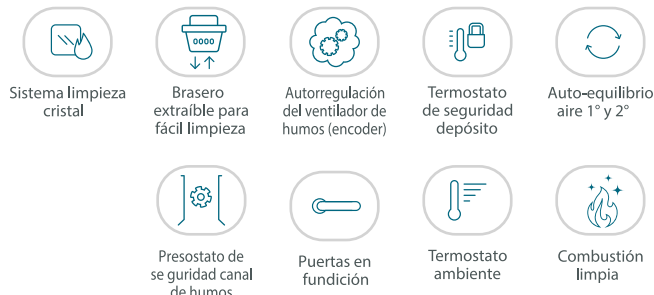 Sistema limpieza
cristal
Brasero
extraíble para
fácil limpieza
Autorregulación
del ventilador de
humos (encoder)
Termostato
de seguridad
depósito
Auto-equilibrio
aire 1° y 2°
Presostato de
se guridad canal
de humos
Puertas en
fundición
Termostato
ambiente
Combustión
limpia